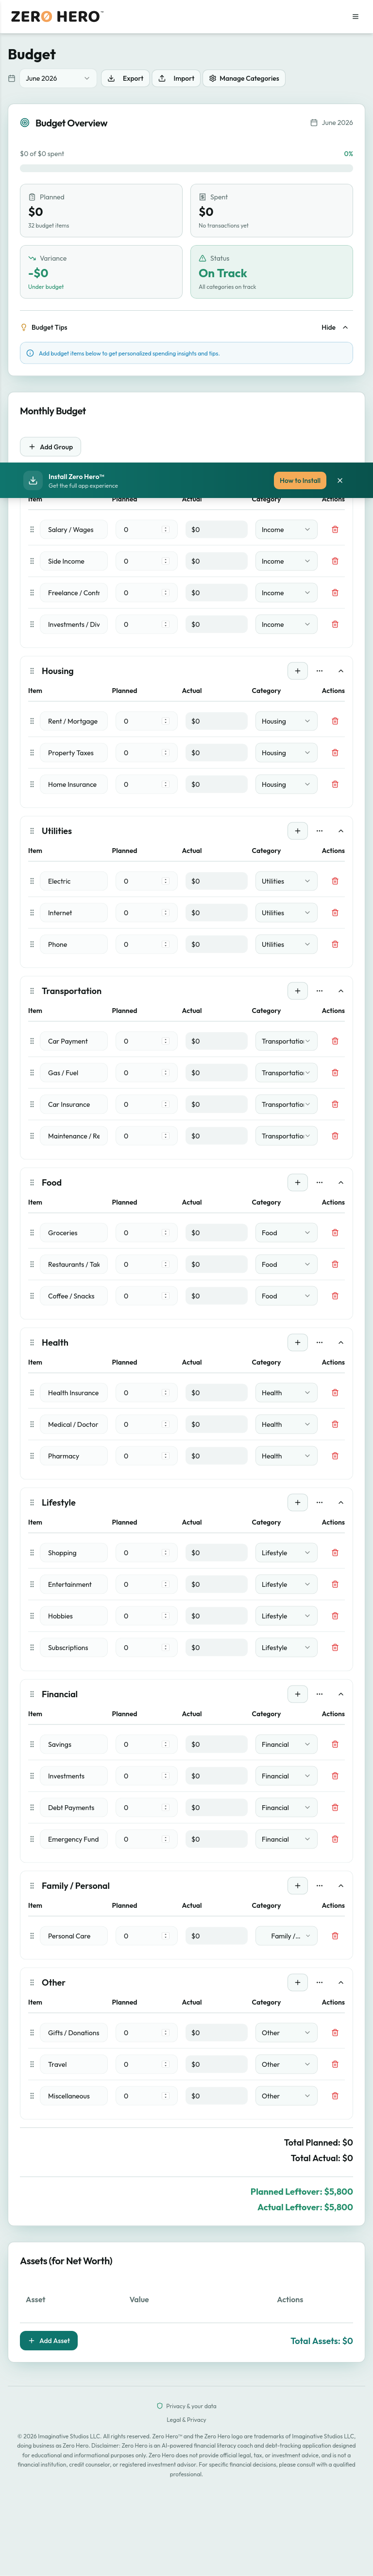 ZERO HERO™
Budget
June 2026 Export Import Manage Categories
Budget Overview June 2026
$0 of $0 spent 0%
Planned
$0
32 budget items
Spent
$0
No transactions yet
Variance
-$0
Under budget
Status
On Track
All categories on track
Budget Tips Hide
Add budget items below to get personalized spending insights and tips.
Monthly Budget
Add Group
Install Zero Hero™
Get the full app experience
How to Install
Item Planned Actual Category Actions
Salary / Wages 0 $0 Income
Side Income 0 $0 Income
Freelance / Contr 0 $0 Income
Investments / Div 0 $0 Income
Housing
Item Planned Actual Category Actions
Rent / Mortgage 0 $0 Housing
Property Taxes 0 $0 Housing
Home Insurance 0 $0 Housing
Utilities
Item Planned Actual Category Actions
Electric 0 $0 Utilities
Internet 0 $0 Utilities
Phone 0 $0 Utilities
Transportation
Item Planned Actual Category Actions
Car Payment 0 $0 Transportation
Gas / Fuel 0 $0 Transportation
Car Insurance 0 $0 Transportation
Maintenance / Re 0 $0 Transportation
Food
Item Planned Actual Category Actions
Groceries 0 $0 Food
Restaurants / Tak 0 $0 Food
Coffee / Snacks 0 $0 Food
Health
Item Planned Actual Category Actions
Health Insurance 0 $0 Health
Medical / Doctor 0 $0 Health
Pharmacy 0 $0 Health
Lifestyle
Item Planned Actual Category Actions
Shopping 0 $0 Lifestyle
Entertainment 0 $0 Lifestyle
Hobbies 0 $0 Lifestyle
Subscriptions 0 $0 Lifestyle
Financial
Item Planned Actual Category Actions
Savings 0 $0 Financial
Investments 0 $0 Financial
Debt Payments 0 $0 Financial
Emergency Fund 0 $0 Financial
Family / Personal
Item Planned Actual Category Actions
Personal Care 0 $0 Family /...
Other
Item Planned Actual Category Actions
Gifts / Donations 0 $0 Other
Travel 0 $0 Other
Miscellaneous 0 $0 Other
Total Planned: $0
Total Actual: $0
Planned Leftover: $5,800
Actual Leftover: $5,800
Assets (for Net Worth)
Asset Value Actions
Add Asset Total Assets: $0
Privacy & your data
Legal & Privacy
© 2026 Imaginative Studios LLC. All rights reserved. Zero Hero™ and the Zero Hero logo are trademarks of Imaginative Studios LLC,
doing business as Zero Hero. Disclaimer: Zero Hero is an AI-powered financial literacy coach and debt-tracking application designed
for educational and informational purposes only. Zero Hero does not provide official legal, tax, or investment advice, and is not a
financial institution, credit counselor, or registered investment advisor. For specific financial decisions, please consult with a qualified
professional.